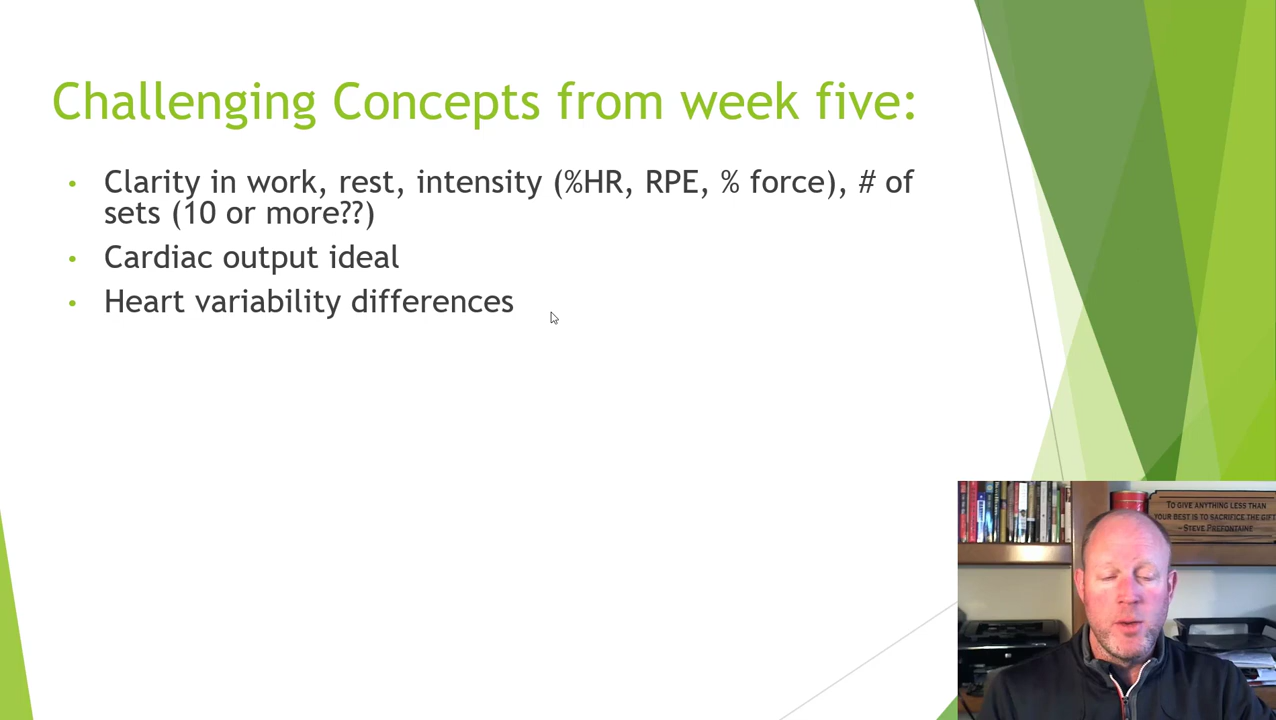 Challenging Concepts from week five:
• Clarity in work, rest, intensity (%HR, RPE, % force), # of
sets (10 or more??)
• Cardiac output ideal
• Heart variability differences
TO GIVE ANYTHING LESS THAN
YOUR BEST IS TO SACRIFICE THE GIFT
- STEVE PREFONTAINE